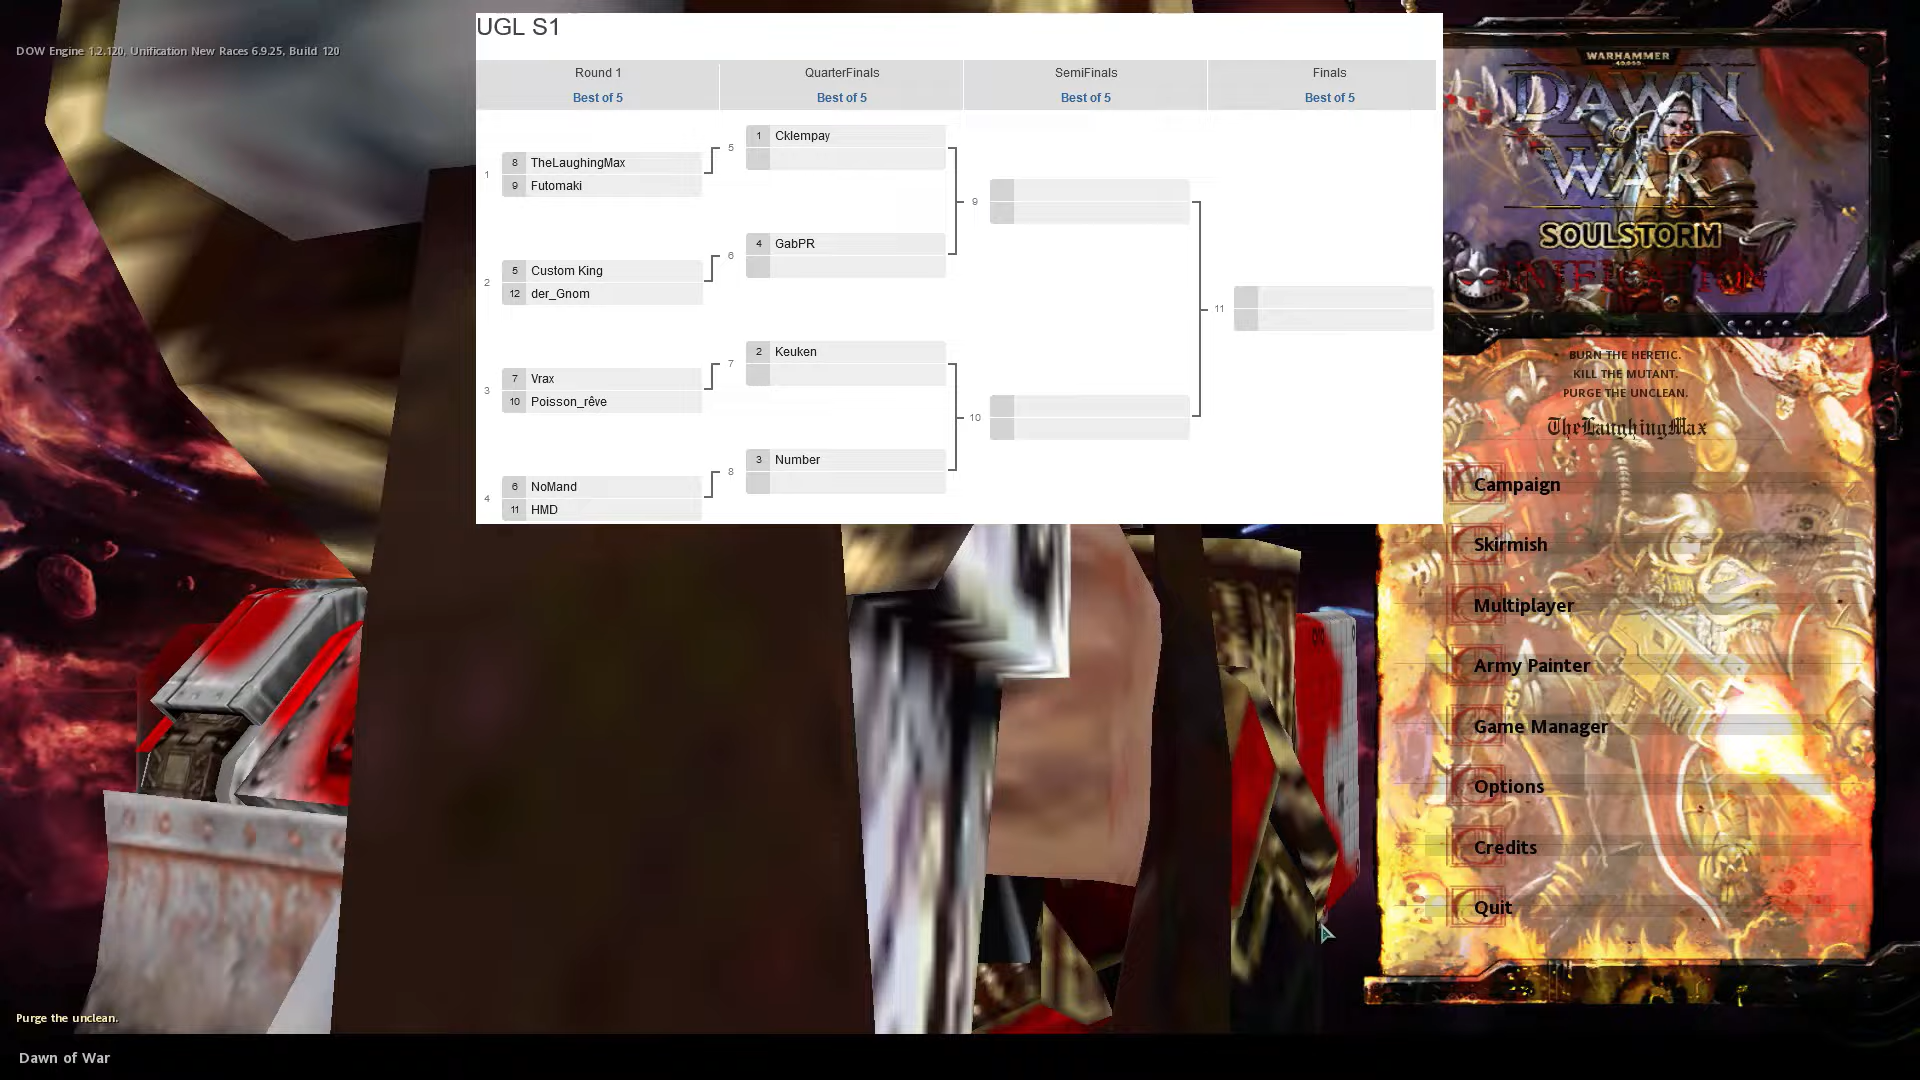 DOW Engine 1.2.120, Unification New Races 6.9.25, Build 120
UGL S1
Round 1
QuarterFinals
SemiFinals
Finals
Best of 5
Best of 5
Best of 5
Best of 5
1
8 TheLaughingMax
9 Futomaki
2
5 Custom King
12 der_Gnom
3
7 Vrax
10 Poisson_rêve
4
6 NoMand
11 HMD
5
1 Cklempay
6
4 GabPR
7
2 Keuken
8
3 Number
9
10
11
WARHAMMER
40,000
DAWN
OF
WAR
SOULSTORM
UNIFICATION
BURN THE HERETIC.
KILL THE MUTANT.
PURGE THE UNCLEAN.
TheLaughingMax
Campaign
Skirmish
Multiplayer
Army Painter
Game Manager
Options
Credits
Quit
Purge the unclean.
Dawn of War